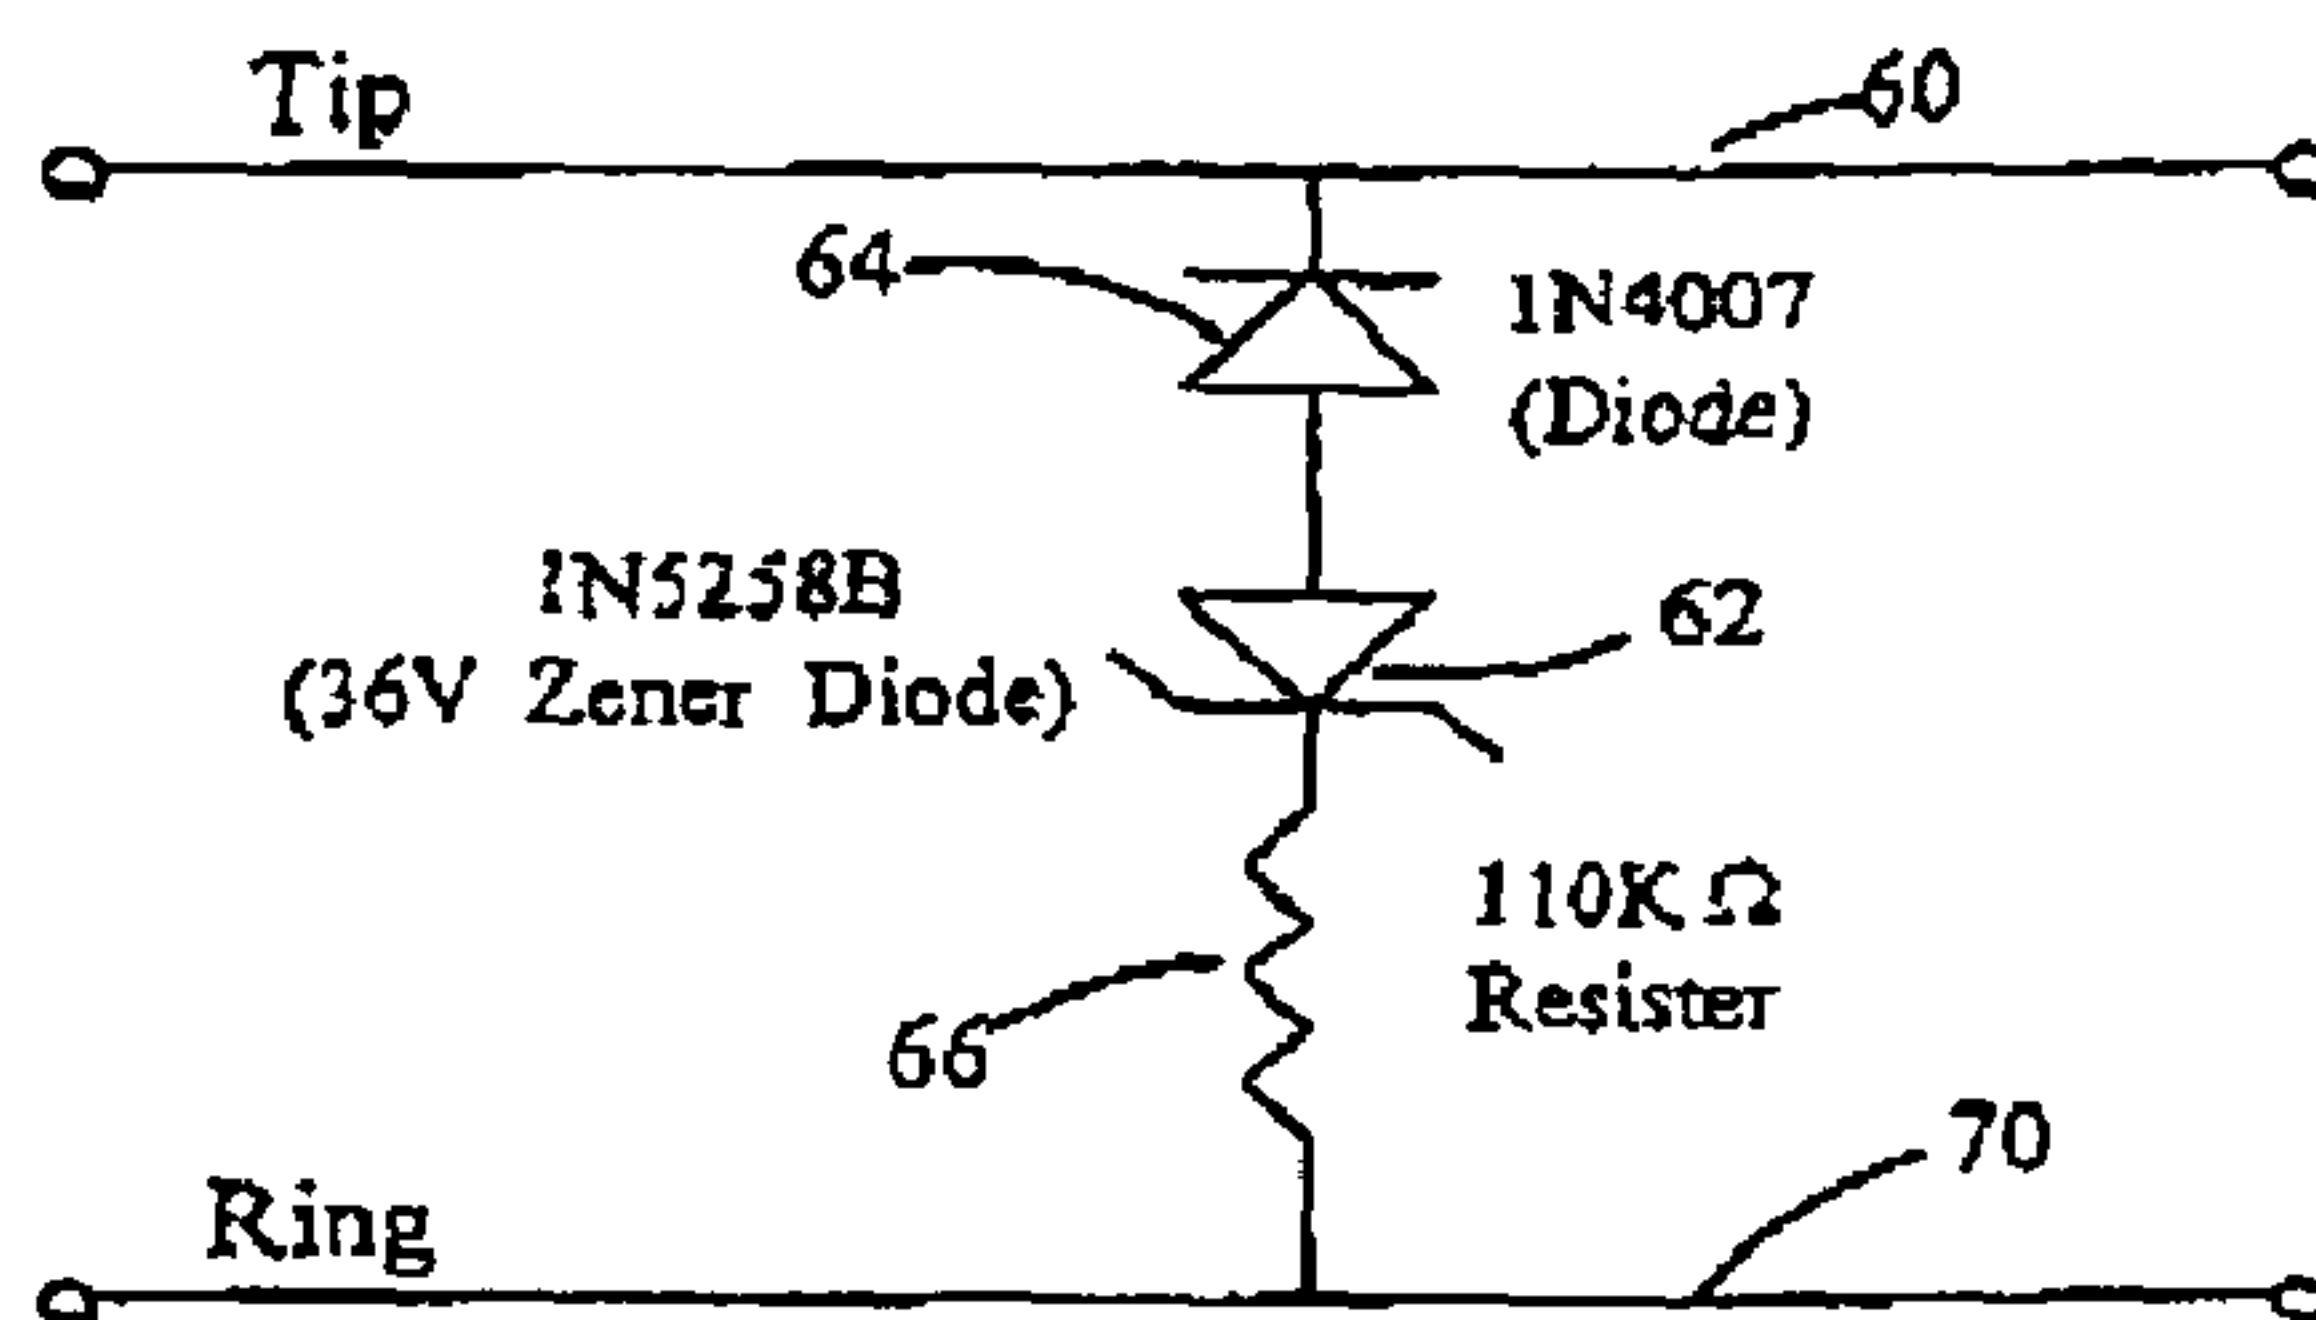 Tip
60
64
1N4007
(Diode)
1N5258B
(36V Zener Diode)
62
110K Ω
Resister
66
70
Ring